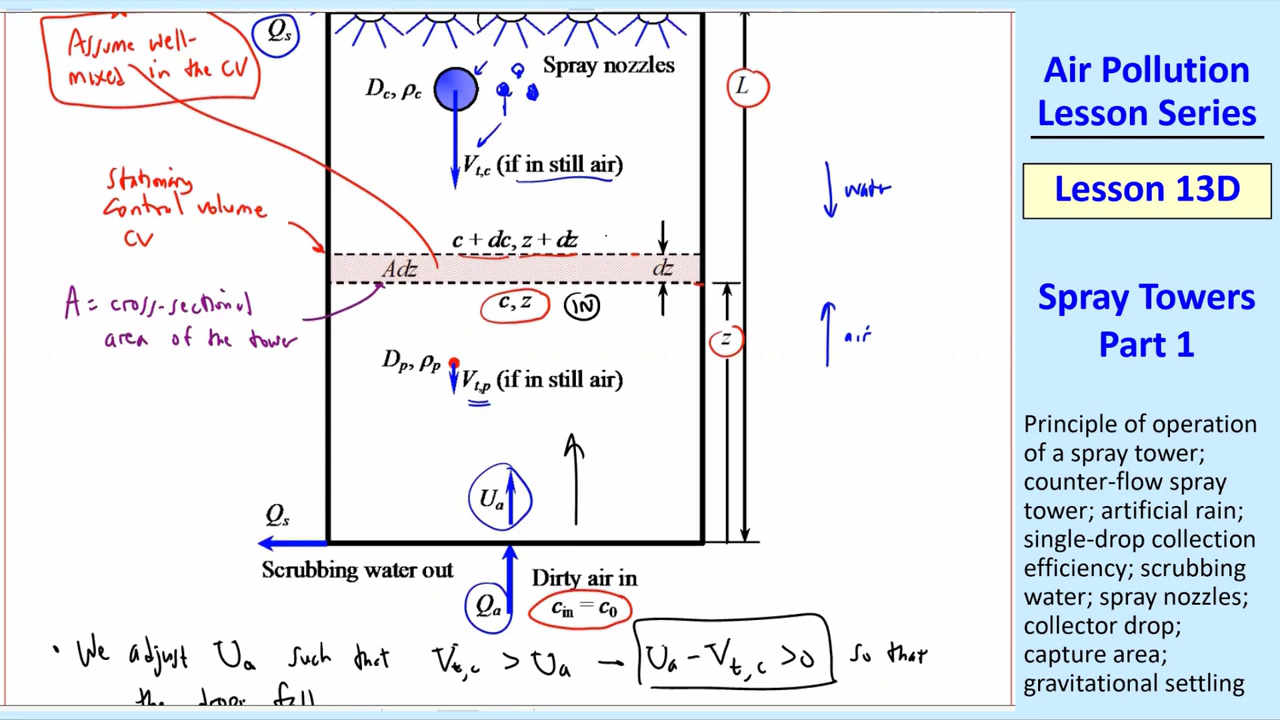 Assume well-
mixed in the CV
Qs
Spray nozzles
Dc, ρc
L
Vt,c (if in still air)
Stationary
Control volume
CV
water
c + dc, z + dz
Adz
dz
A = cross-sectional
area of the tower
c, z
IN
z
air
Dp, ρp
Vt,p (if in still air)
Ua
Qs
Scrubbing water out
Dirty air in
Qa
cin = c0
• We adjust Ua such that Vt,c > Ua → Ua - Vt,c > 0 so that
the drops fall
Air Pollution
Lesson Series
Lesson 13D
Spray Towers
Part 1
Principle of operation
of a spray tower;
counter-flow spray
tower; artificial rain;
single-drop collection
efficiency; scrubbing
water; spray nozzles;
collector drop;
capture area;
gravitational settling